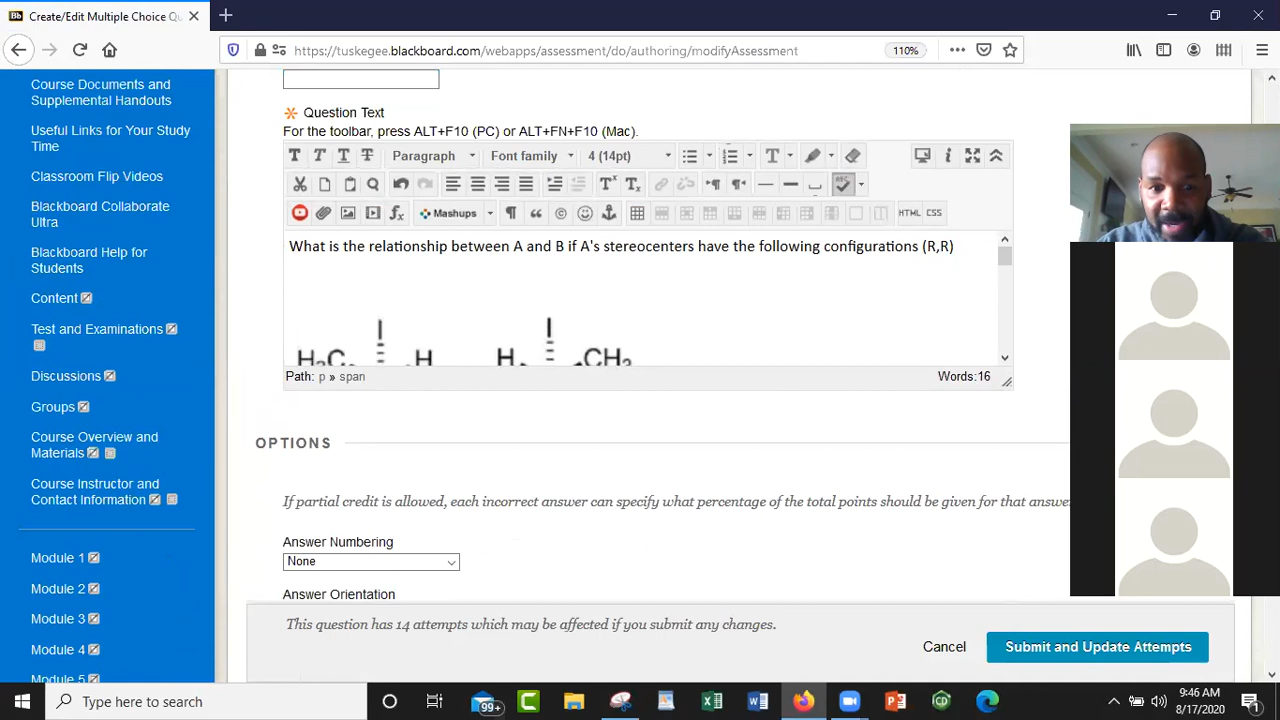 Create/Edit Multiple Choice Qu
https://tuskegee.blackboard.com/webapps/assessment/do/authoring/modifyAssessment
110%
Course Documents and
Supplemental Handouts
Useful Links for Your Study
Time
Classroom Flip Videos
Blackboard Collaborate
Ultra
Blackboard Help for
Students
Content
Test and Examinations
Discussions
Groups
Course Overview and
Materials
Course Instructor and
Contact Information
Module 1
Module 2
Module 3
Module 4
Module 5
Question Text
For the toolbar, press ALT+F10 (PC) or ALT+FN+F10 (Mac).
T T T T Paragraph Font family 4 (14pt) T
Mashups HTML CSS
What is the relationship between A and B if A's stereocenters have the following configurations (R,R)
H₃C H H CH₃
Path: p » span Words:16
OPTIONS
If partial credit is allowed, each incorrect answer can specify what percentage of the total points should be given for that answer
Answer Numbering
None
Answer Orientation
This question has 14 attempts which may be affected if you submit any changes.
Cancel Submit and Update Attempts
Type here to search
99+
9:46 AM
8/17/2020